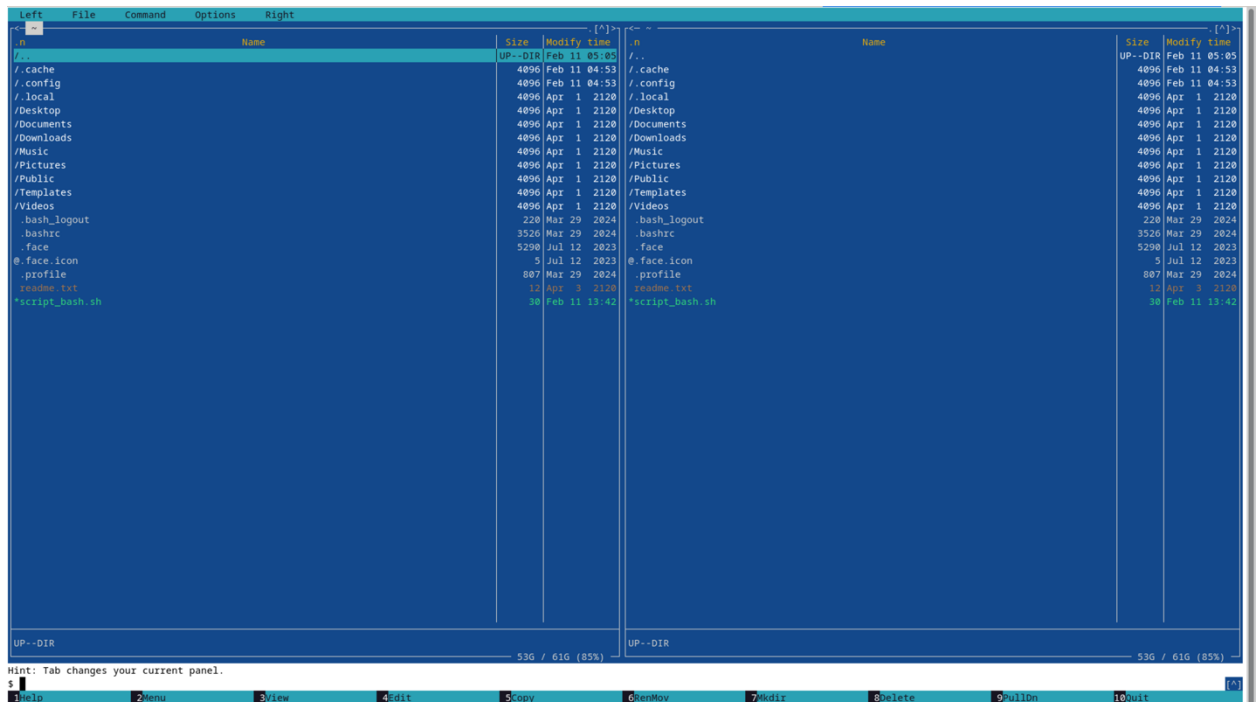 Left File Command Options Right
<- ~ .[^]>
.n Name Size Modify time
/.. UP--DIR Feb 11 05:05
/.cache 4096 Feb 11 04:53
/.config 4096 Feb 11 04:53
/.local 4096 Apr 1 2120
/Desktop 4096 Apr 1 2120
/Documents 4096 Apr 1 2120
/Downloads 4096 Apr 1 2120
/Music 4096 Apr 1 2120
/Pictures 4096 Apr 1 2120
/Public 4096 Apr 1 2120
/Templates 4096 Apr 1 2120
/Videos 4096 Apr 1 2120
.bash_logout 220 Mar 29 2024
.bashrc 3526 Mar 29 2024
.face 5290 Jul 12 2023
@.face.icon 5 Jul 12 2023
.profile 807 Mar 29 2024
readme.txt 12 Apr 3 2120
*script_bash.sh 30 Feb 11 13:42
UP--DIR
53G / 61G (85%)
<- ~ .[^]>
.n Name Size Modify time
/.. UP--DIR Feb 11 05:05
/.cache 4096 Feb 11 04:53
/.config 4096 Feb 11 04:53
/.local 4096 Apr 1 2120
/Desktop 4096 Apr 1 2120
/Documents 4096 Apr 1 2120
/Downloads 4096 Apr 1 2120
/Music 4096 Apr 1 2120
/Pictures 4096 Apr 1 2120
/Public 4096 Apr 1 2120
/Templates 4096 Apr 1 2120
/Videos 4096 Apr 1 2120
.bash_logout 220 Mar 29 2024
.bashrc 3526 Mar 29 2024
.face 5290 Jul 12 2023
@.face.icon 5 Jul 12 2023
.profile 807 Mar 29 2024
readme.txt 12 Apr 3 2120
*script_bash.sh 30 Feb 11 13:42
UP--DIR
53G / 61G (85%)
Hint: Tab changes your current panel.
$ [^]
1Help 2Menu 3View 4Edit 5Copy 6RenMov 7Mkdir 8Delete 9PullDn 10Quit